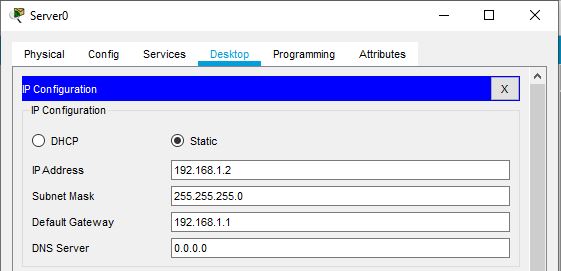 Server0
Physical Config Services Desktop Programming Attributes
IP Configuration X
IP Configuration
DHCP Static
IP Address 192.168.1.2
Subnet Mask 255.255.255.0
Default Gateway 192.168.1.1
DNS Server 0.0.0.0